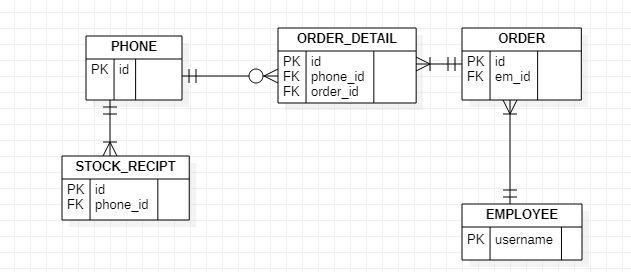 PHONE
PK id
ORDER_DETAIL
PK id
FK phone_id
FK order_id
ORDER
PK id
FK em_id
STOCK_RECIPT
PK id
FK phone_id
EMPLOYEE
PK username